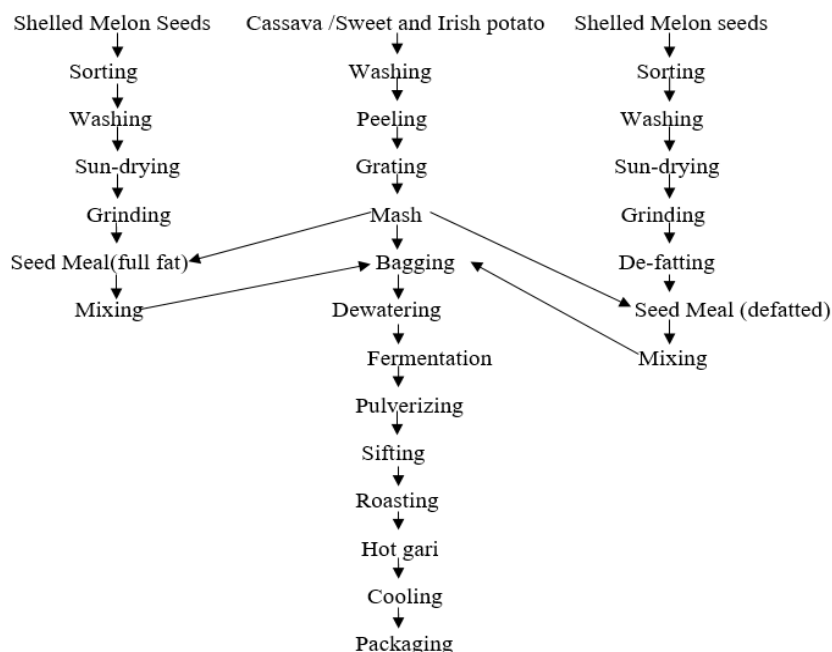 Shelled Melon Seeds
Cassava /Sweet and Irish potato
Shelled Melon seeds
Sorting
Washing
Sorting
Washing
Peeling
Washing
Sun-drying
Grating
Sun-drying
Grinding
Mash
Grinding
Seed Meal(full fat)
Bagging
De-fatting
Mixing
Dewatering
Seed Meal (defatted)
Fermentation
Mixing
Pulverizing
Sifting
Roasting
Hot gari
Cooling
Packaging